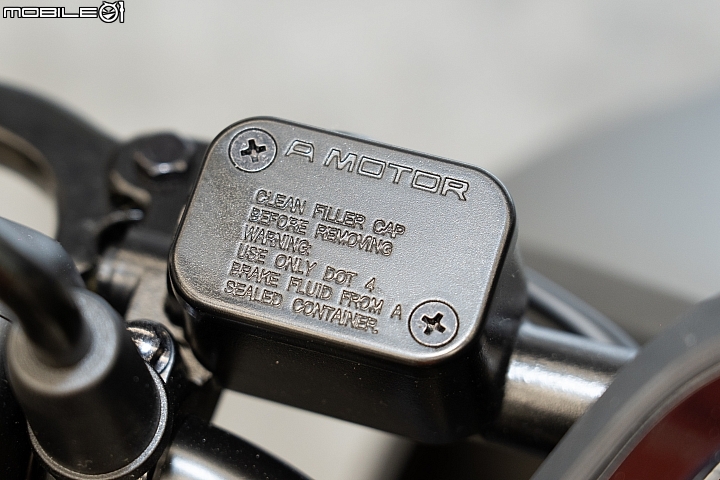 MOBILE01
A MOTOR
CLEAN FILLER CAP
BEFORE REMOVING
WARNING:
USE ONLY DOT 4
BRAKE FLUID FROM A
SEALED CONTAINER.